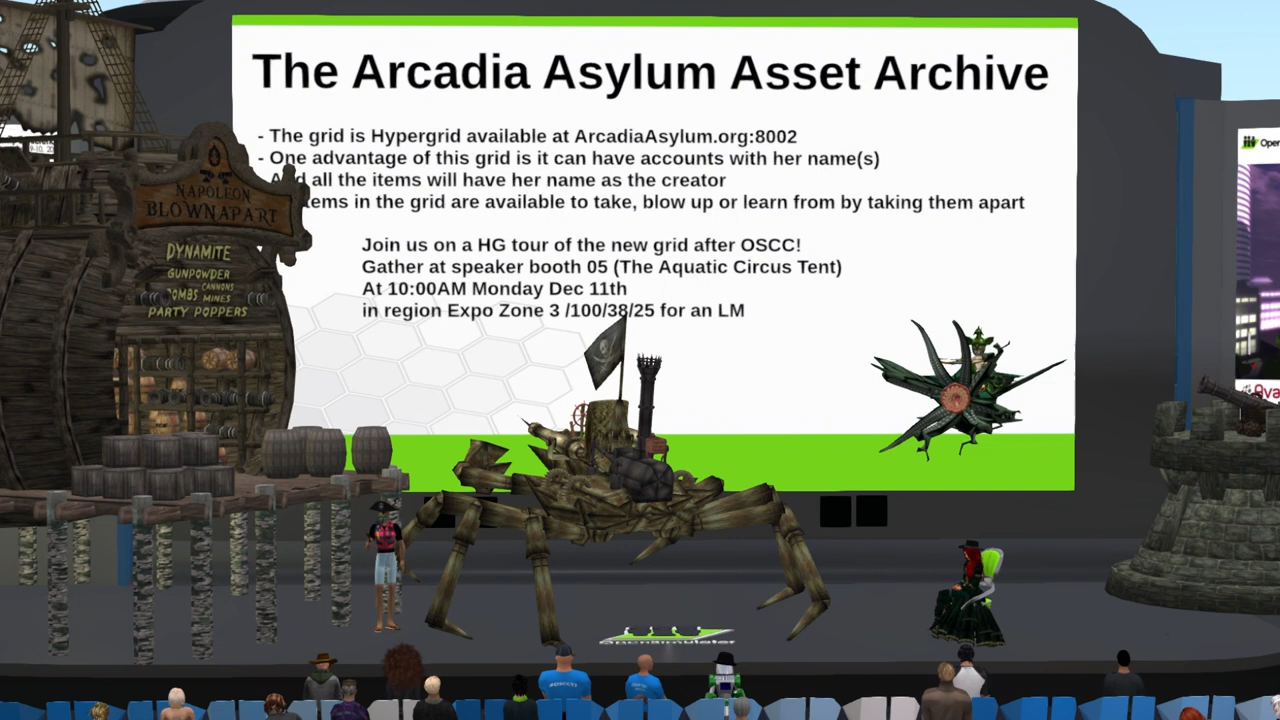 The Arcadia Asylum Asset Archive
- The grid is Hypergrid available at ArcadiaAsylum.org:8002
- One advantage of this grid is it can have accounts with her name(s)
all the items will have her name as the creator
in the grid are available to take, blow up or learn from by taking them apart
Join us on a HG tour of the new grid after OSCC!
Gather at speaker booth 05 (The Aquatic Circus Tent)
At 10:00AM Monday Dec 11th
in region Expo Zone 3 /100/38/25 for an LM
NAPOLEON
BLOWNAPART
DYNAMITE
GUNPOWDER
CANNONS
BOMBS MINES
PARTY POPPERS
OpenSimulator